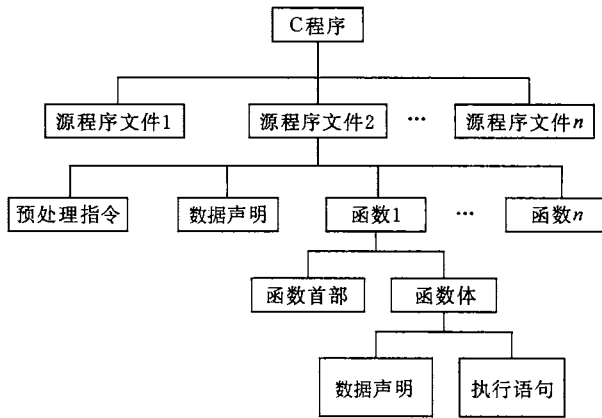 C程序
源程序文件1
源程序文件2
…
源程序文件n
预处理指令
数据声明
函数1
…
函数n
函数首部
函数体
数据声明
执行语句